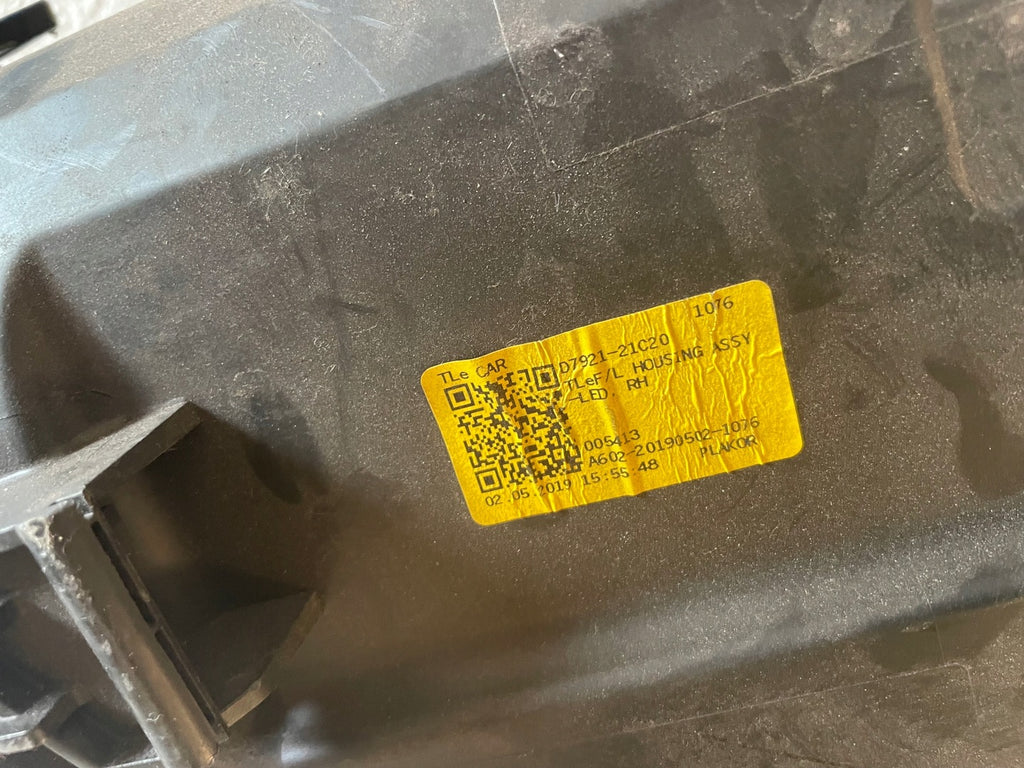 1076
TLe CAR
D7921-21C20
TLeF/L HOUSING ASSY
-LED, RH
005413
A602-20190502-1076
02.05.2019 15:55.48 PLAKOR